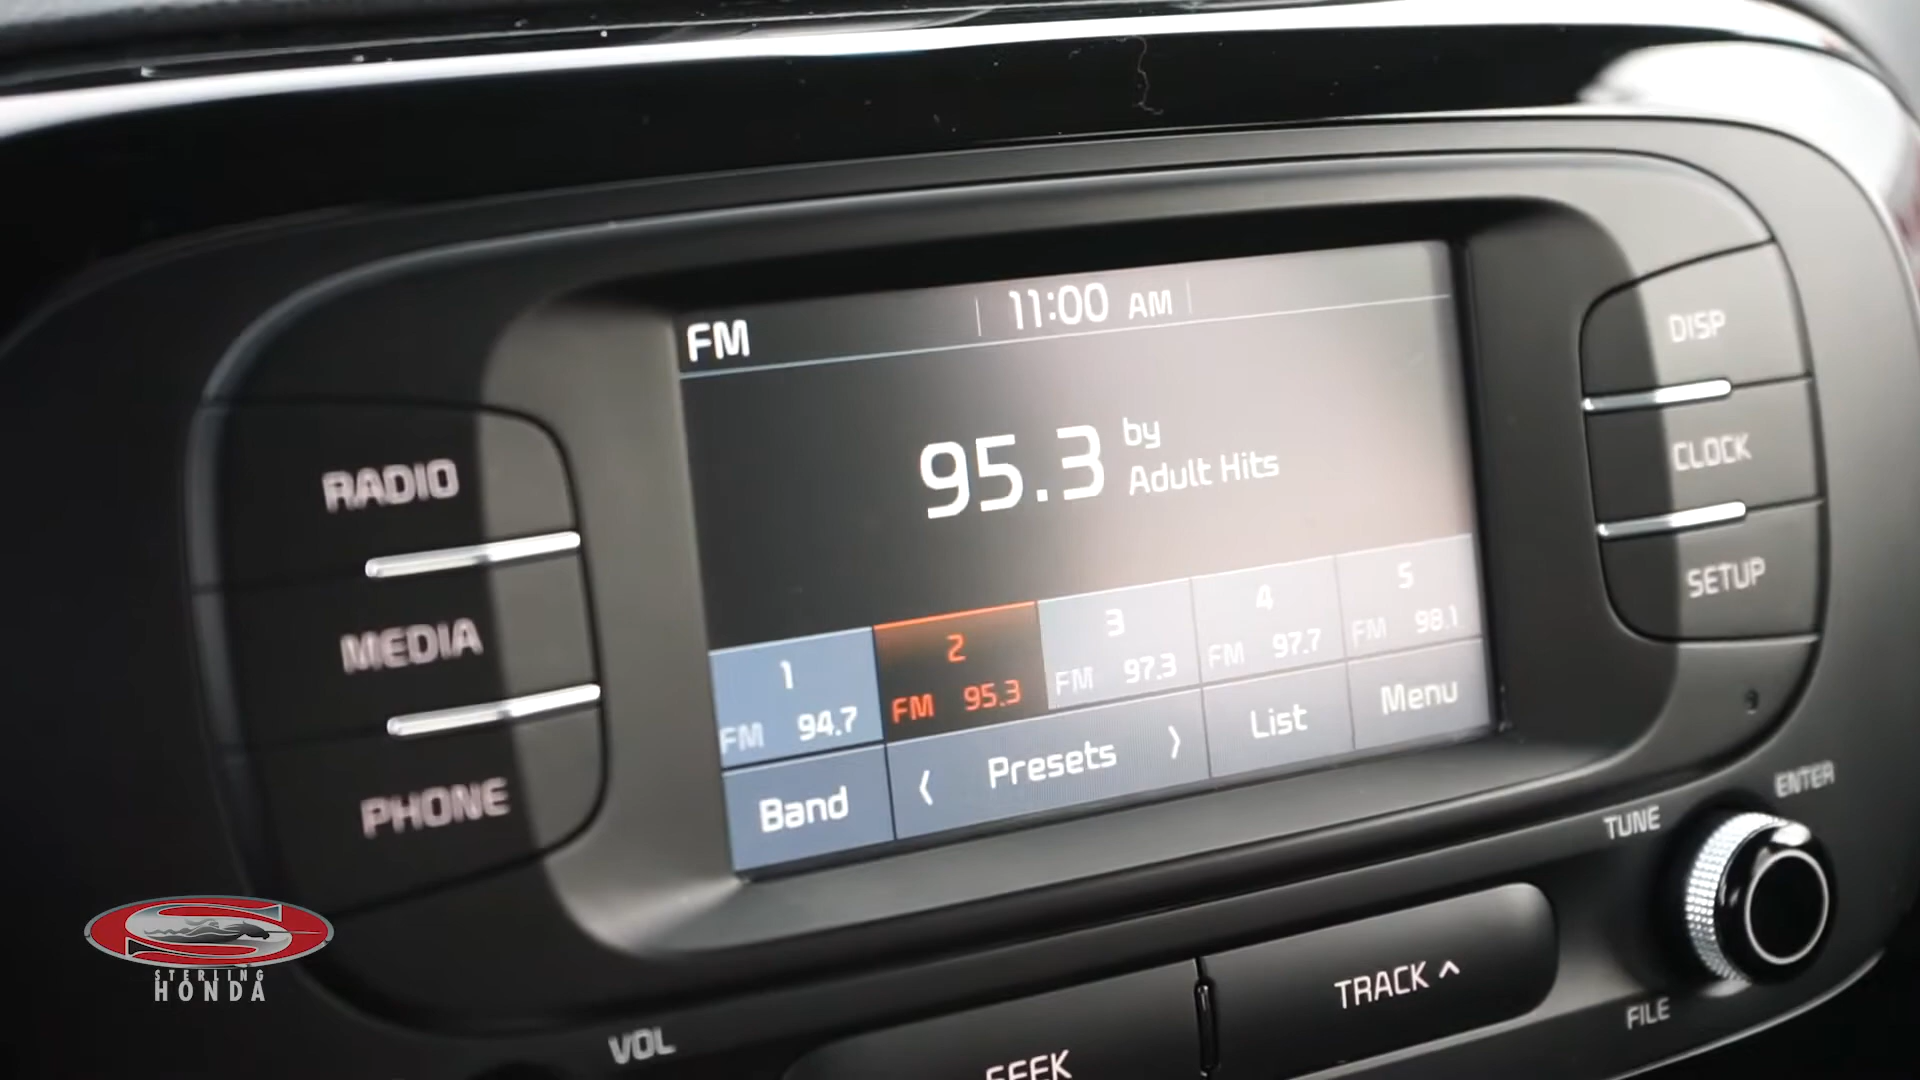 FM
11:00 AM
95.3
by
Adult Hits
1
FM 94.7
2
FM 95.3
3
FM 97.3
4
FM 97.7
5
FM 98.1
Band
‹ Presets ›
List
Menu
RADIO
MEDIA
PHONE
DISP
CLOCK
SETUP
ENTER
TUNE
FILE
TRACK ^
SEEK
VOL
STERLING
HONDA